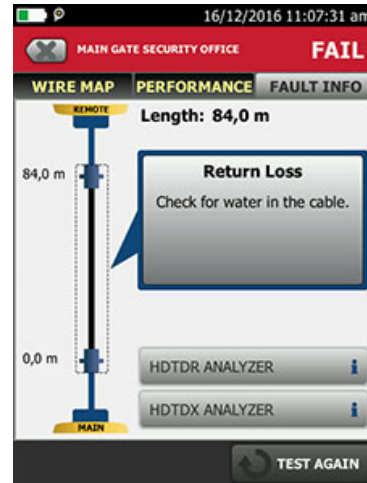 16/12/2016 11:07:31 am
MAIN GATE SECURITY OFFICE
FAIL
WIRE MAP
PERFORMANCE
FAULT INFO
REMOTE
Length: 84,0 m
84,0 m
Return Loss
Check for water in the cable.
0,0 m
HDTDR ANALYZER i
HDTDX ANALYZER i
MAIN
TEST AGAIN